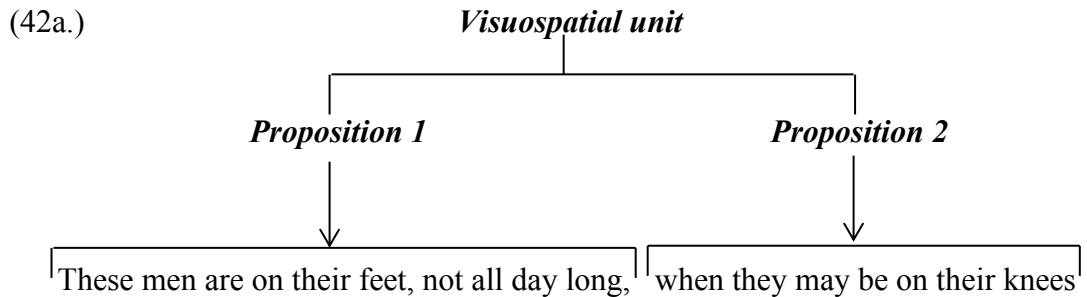 (42a.) Visuospatial unit
Proposition 1 Proposition 2
These men are on their feet, not all day long, when they may be on their knees